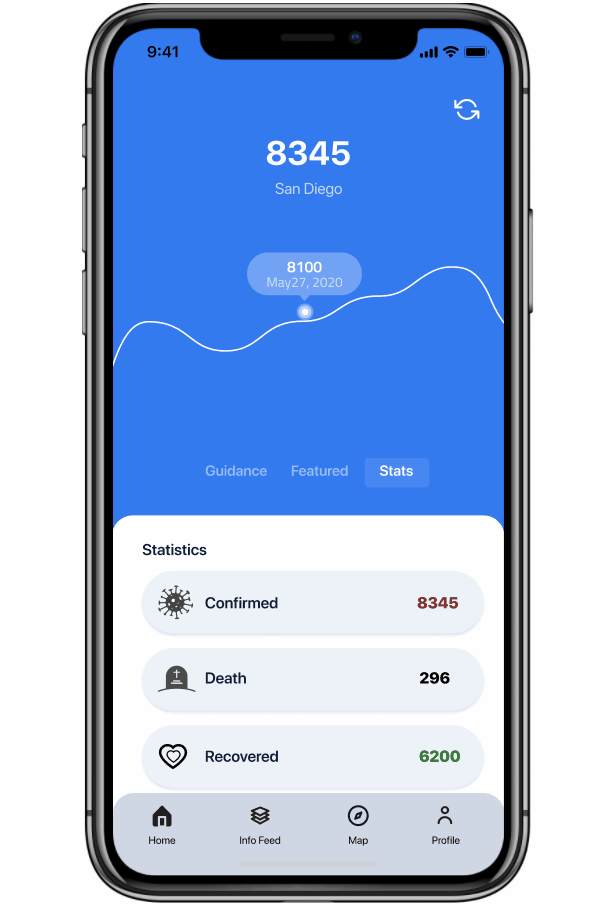 9:41
8345
San Diego
8100
May27, 2020
Guidance Featured Stats
Statistics
Confirmed 8345
Death 296
Recovered 6200
Home Info Feed Map Profile